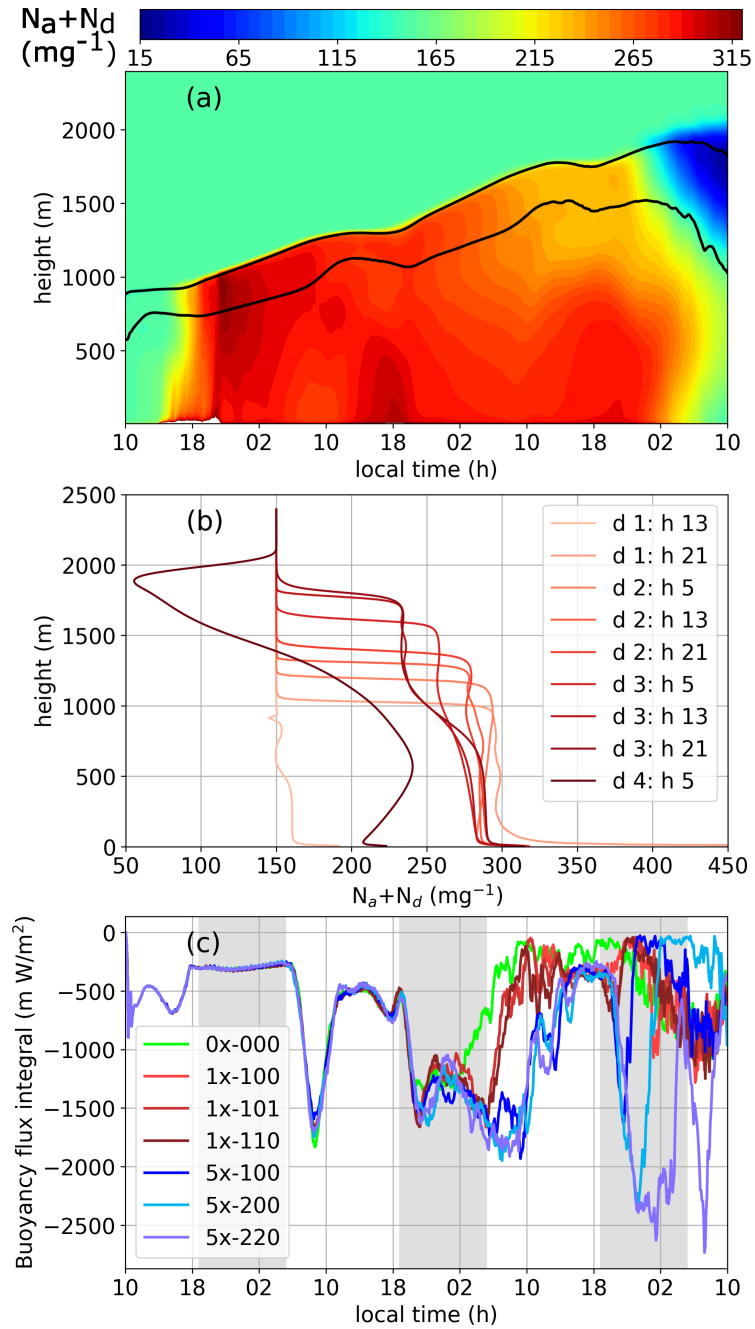 Na+Nd
(mg-1)
15 65 115 165 215 265 315
(a)
2000
1500
1000
500
height (m)
10 18 02 10 18 02 10 18 02 10
local time (h)
(b)
2500
2000
1500
1000
500
0
height (m)
d 1: h 13
d 1: h 21
d 2: h 5
d 2: h 13
d 2: h 21
d 3: h 5
d 3: h 13
d 3: h 21
d 4: h 5
50 100 150 200 250 300 350 400 450
Na+Nd (mg-1)
(c)
0
−500
−1000
−1500
−2000
−2500
Buoyancy flux integral (m W/m2)
0x-000
1x-100
1x-101
1x-110
5x-100
5x-200
5x-220
10 18 02 10 18 02 10 18 02 10
local time (h)